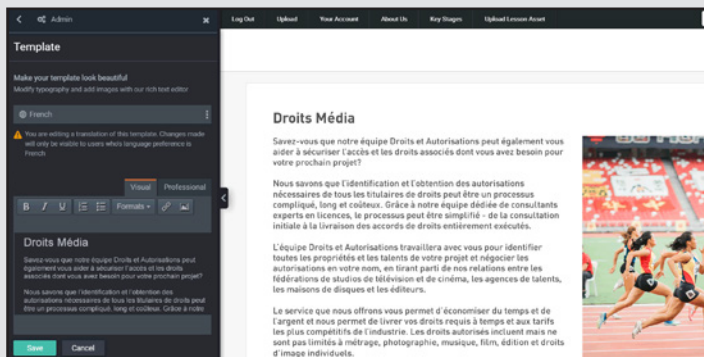 Admin
Log Out
Upload
Your Account
About Us
Key Stages
Upload Lesson Asset
Template
Make your template look beautiful
Modify typography and add images with our rich text editor
French
You are editing a translation of this template. Changes made
will only be visible to users who's language preference is
French
Visual
Professional
B I U
Formats
Droits Média
Savez-vous que notre équipe Droits et Autorisations peut
également vous aider à sécuriser l'accès et les droits
associés dont vous avez besoin pour votre prochain projet?
Nous savons que l'identification et l'obtention des
autorisations nécessaires de tous les titulaires de droits peut
être un processus compliqué, long et coûteux. Grâce à notre
Save
Cancel
Droits Média
Savez-vous que notre équipe Droits et Autorisations peut également vous
aider à sécuriser l'accès et les droits associés dont vous avez besoin pour
votre prochain projet?
Nous savons que l'identification et l'obtention des autorisations
nécessaires de tous les titulaires de droits peut être un processus
compliqué, long et coûteux. Grâce à notre équipe dédiée de consultants
experts en licences, le processus peut être simplifié - de la consultation
initiale à la livraison des accords de droits entièrement exécutés.
L'équipe Droits et Autorisations travaillera avec vous pour identifier
toutes les propriétés et les talents de votre projet et négocier les
autorisations en votre nom, en tirant parti de nos relations entre les
fédérations de studios de télévision et de cinéma, les agences de talents,
les maisons de disques et les éditeurs.
Le service que nous offrons vous permet d'économiser du temps et de
l'argent et nous permet de livrer vos droits requis à temps et aux tarifs
les plus compétitifs de l'industrie. Les droits autorisés incluent mais ne
sont pas limités à métrage, photographie, musique, film, édition et droits
d'image individuels.